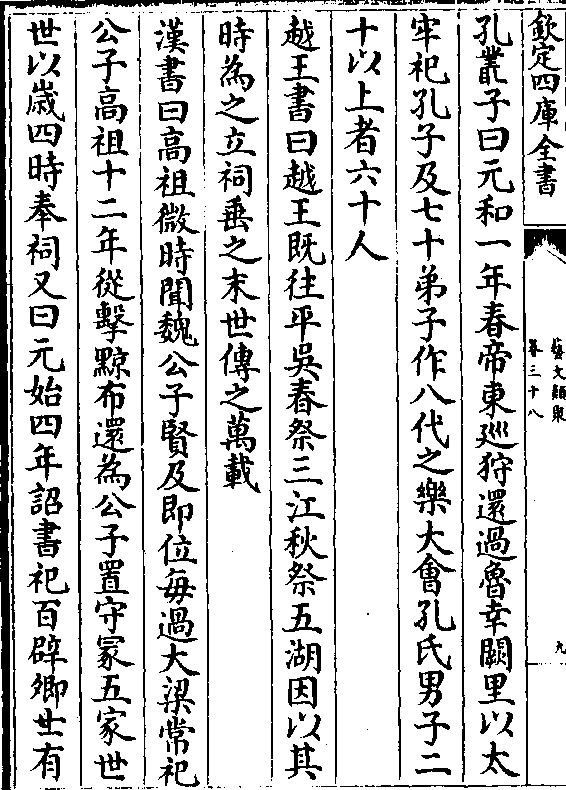 欽定四庫全書
藝文類聚
卷三十八
九
孔叢子曰元和一年春帝東廵狩還過魯幸闕里以太
牢祀孔子及七十弟子作八代之樂大會孔氏男子二
十以上者六十人
越王書曰越王既往平吳春祭三江秋祭五湖因以其
時為之立祠垂之末世傳之萬載
漢書曰高祖微時聞魏公子賢及即位每過大梁常祀
公子高祖十二年從擊黥布還為公子置守冢五家世
世以嵗四時奉祠又曰元始四年詔書祀百辟卿士有